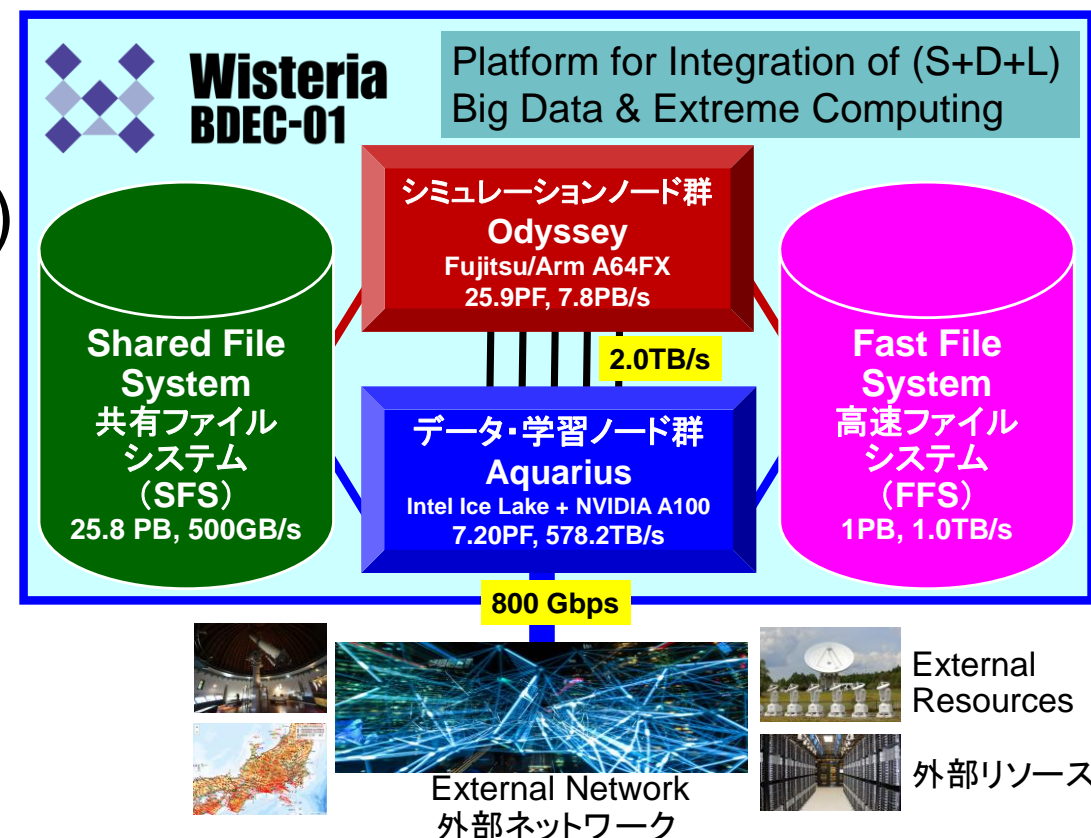 Wisteria
BDEC-01
Platform for Integration of (S+D+L)
Big Data & Extreme Computing
)
シミュレーションノード群
Odyssey
Fujitsu/Arm A64FX
25.9PF, 7.8PB/s
Shared File
System
共有ファイル
システム
(SFS)
25.8 PB, 500GB/s
2.0TB/s
データ・学習ノード群
Aquarius
Intel Ice Lake + NVIDIA A100
7.20PF, 578.2TB/s
Fast File
System
高速ファイル
システム
(FFS)
1PB, 1.0TB/s
800 Gbps
External Network
外部ネットワーク
External
Resources
外部リソース